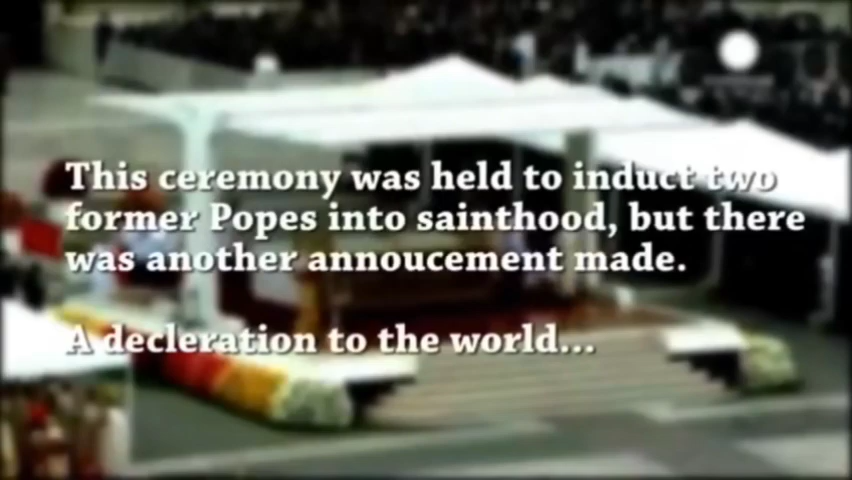 This ceremony was held to induct two
former Popes into sainthood, but there
was another annoucement made.
A decleration to the world...